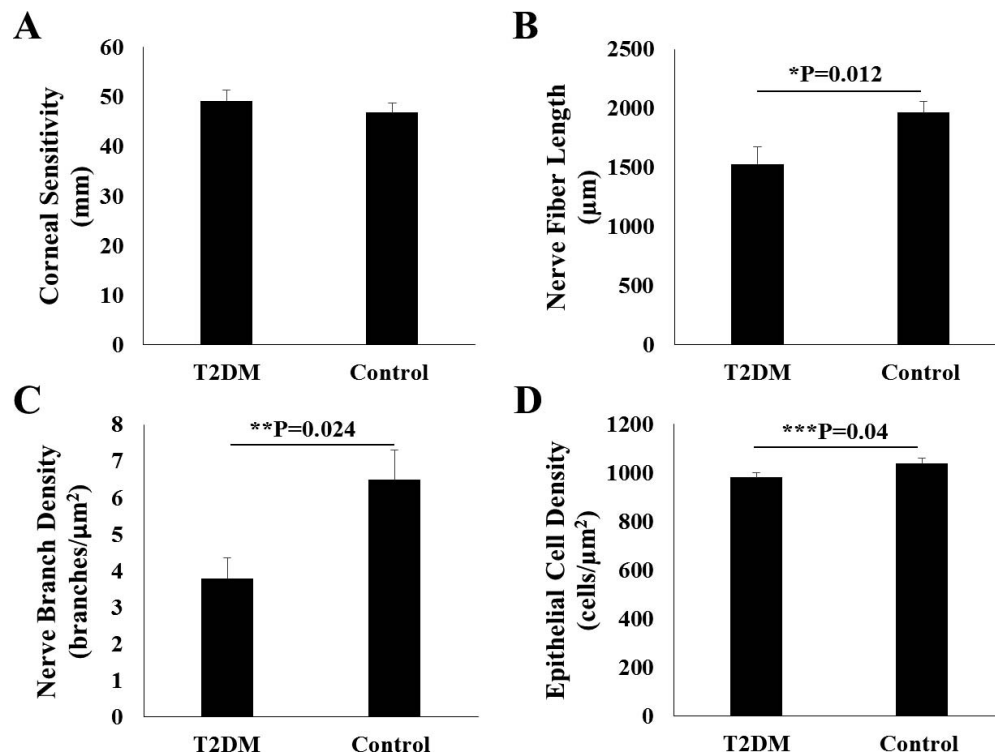 A
Corneal Sensitivity
(mm)
60
50
40
30
20
10
0
T2DM
Control
B
Nerve Fiber Length
(µm)
2500
2000
1500
1000
500
0
*P=0.012
T2DM
Control
C
Nerve Branch Density
(branches/µm²)
8
7
6
5
4
3
2
1
0
**P=0.024
T2DM
Control
D
Epithelial Cell Density
(cells/µm²)
1200
1000
800
600
400
200
0
***P=0.04
T2DM
Control